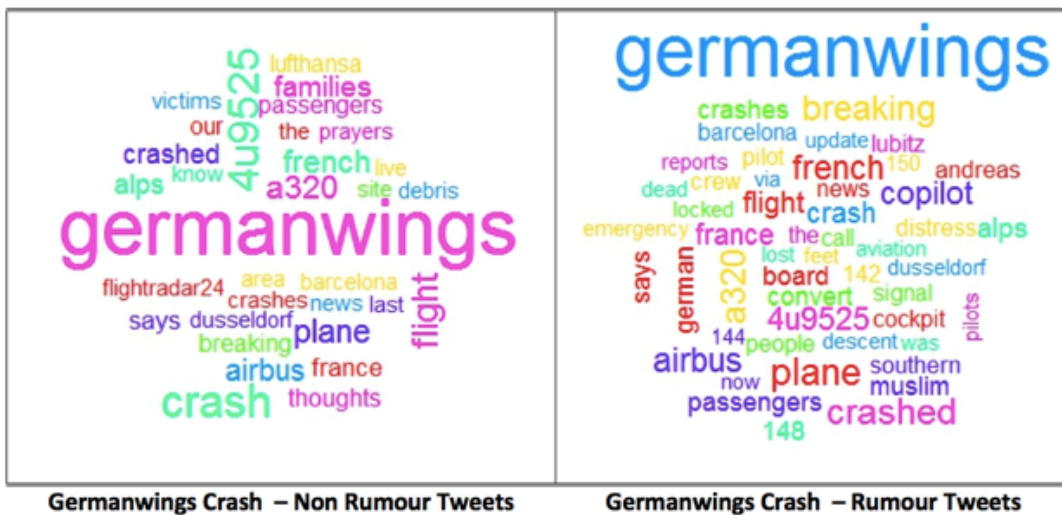 lufthansa
4u9525
families
victims
passengers
our
the
prayers
crashed
french
live
know
alps
a320
site
debris
germanwings
flightradar24
area
barcelona
flight
crashes
news
last
says
dusseldorf
plane
breaking
airbus
france
crash
thoughts
Germanwings Crash – Non Rumour Tweets
germanwings
crashes
breaking
barcelona
update
lubitz
reports
pilot
french
150
andreas
dead
crew
via
news
copilot
locked
flight
crash
emergency
france
the
call
distress
alps
says
german
a320
lost
feet
aviation
board
142
dusseldorf
convert
signal
4u9525
cockpit
pilots
144
people
descent
was
airbus
now
plane
southern
muslim
passengers
crashed
148
Germanwings Crash – Rumour Tweets